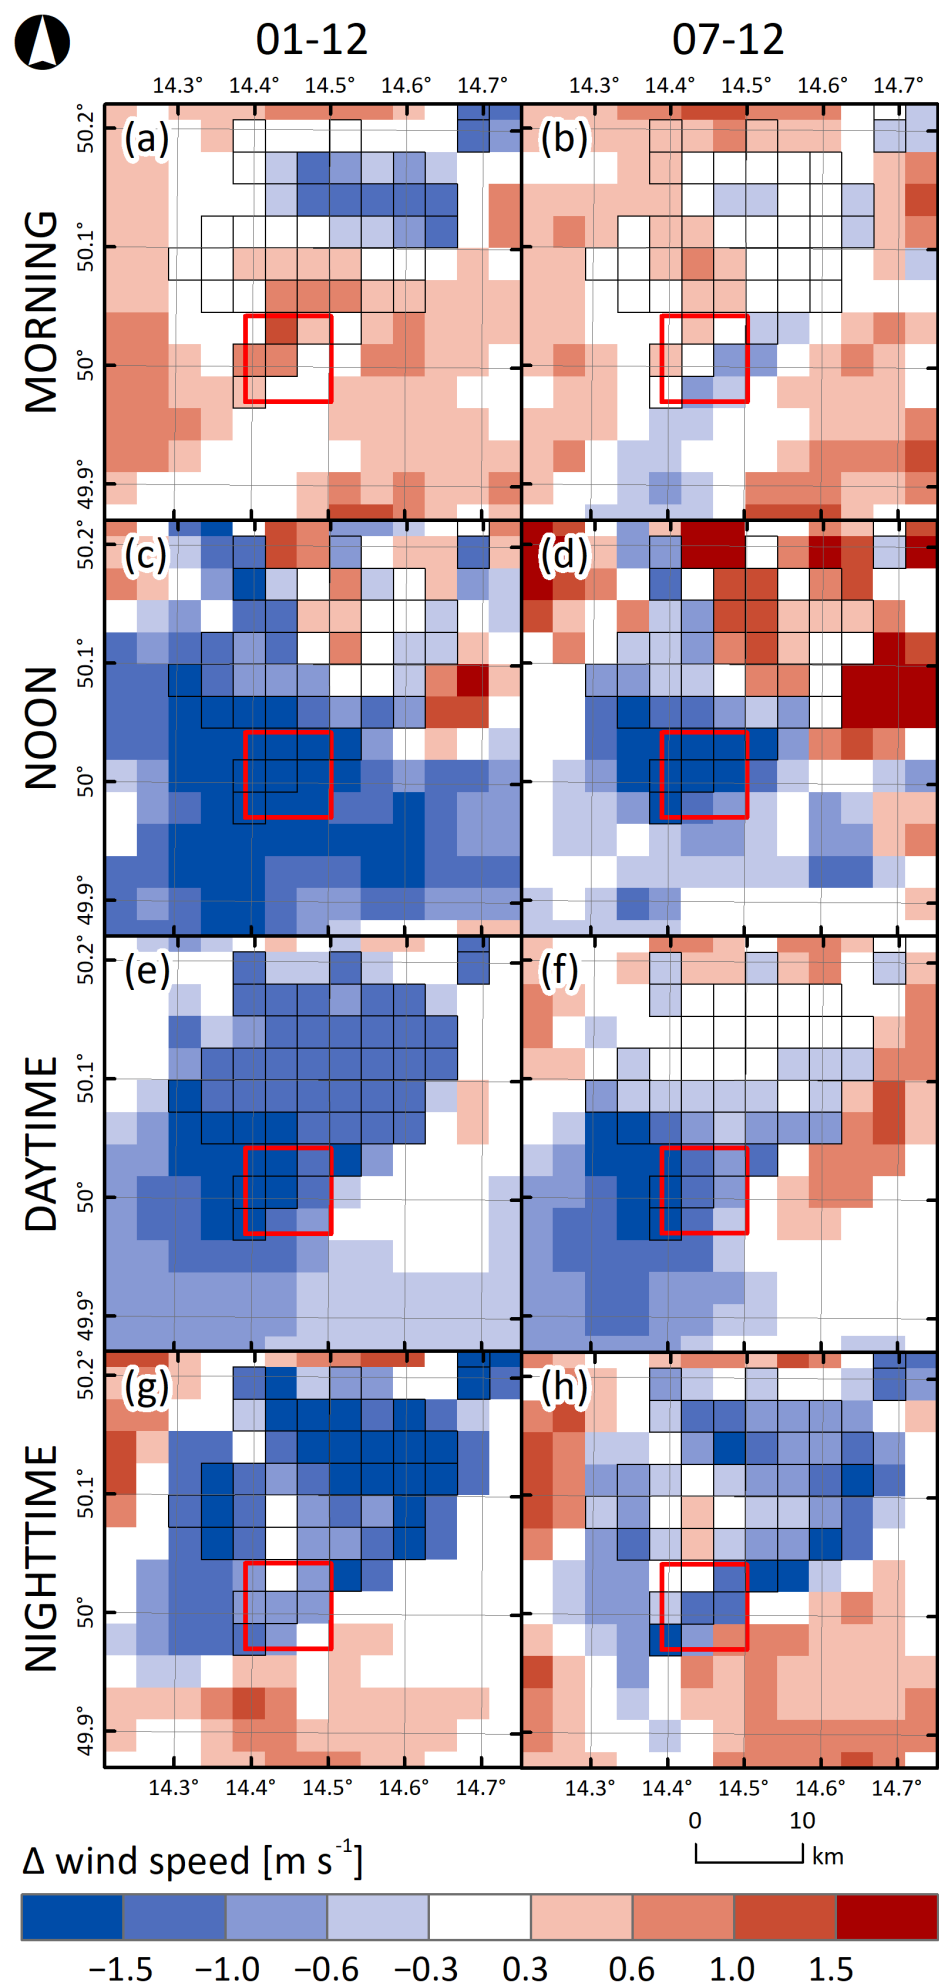 01-12 07-12
14.3° 14.4° 14.5° 14.6° 14.7° 14.3° 14.4° 14.5° 14.6° 14.7°
MORNING
50.2° 50.1° 50° 49.9°
(a) (b)
NOON
50.2° 50.1° 50° 49.9°
(c) (d)
DAYTIME
50.2° 50.1° 50° 49.9°
(e) (f)
NIGHTTIME
50.2° 50.1° 50° 49.9°
(g) (h)
14.3° 14.4° 14.5° 14.6° 14.7° 14.3° 14.4° 14.5° 14.6° 14.7°
0 10
km
Δ wind speed [m s⁻¹]
−1.5 −1.0 −0.6 −0.3 0.3 0.6 1.0 1.5